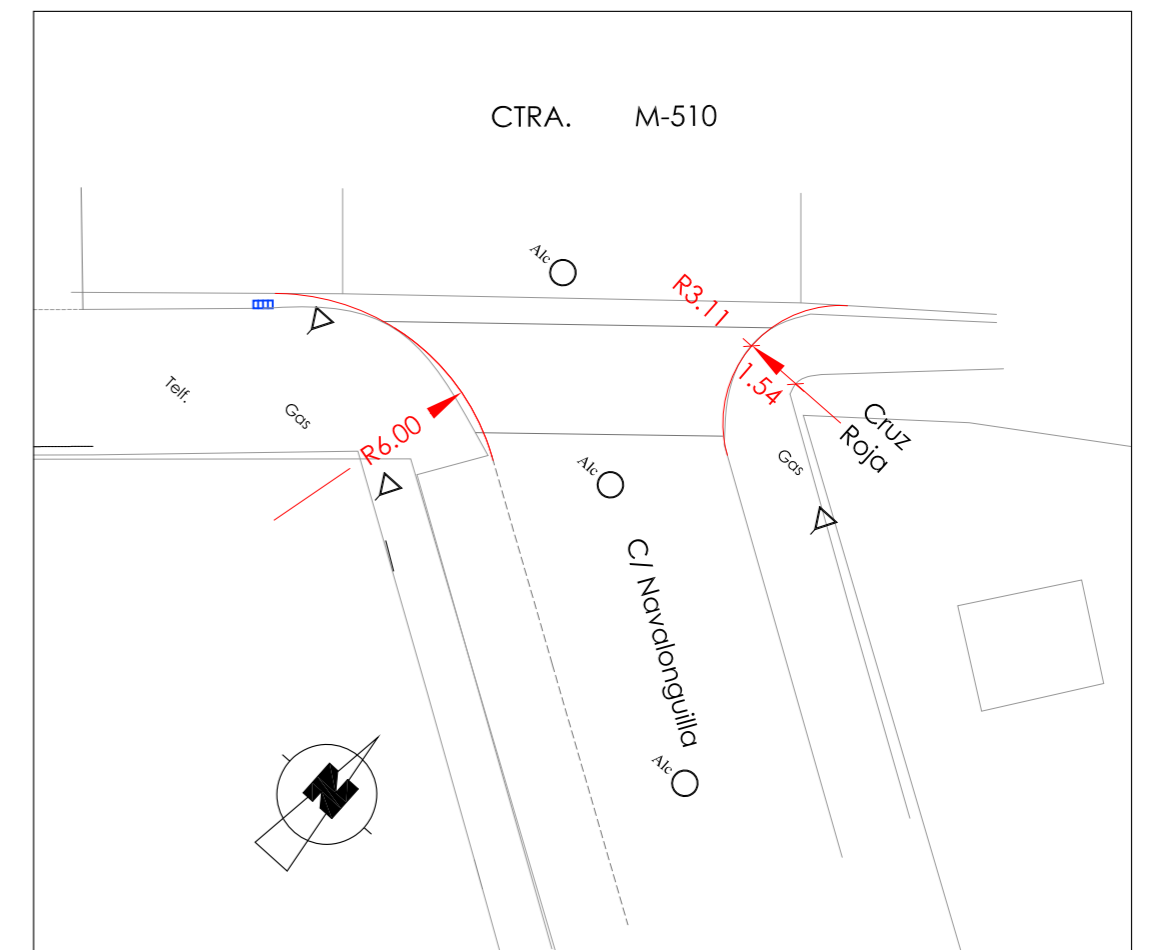 CTRA. M-510
Alc
R3.11
1.54
Telf.
Gas
R6.00
Cruz
Roja
Gas
Alc
C/ Navalonguilla
Alc
N